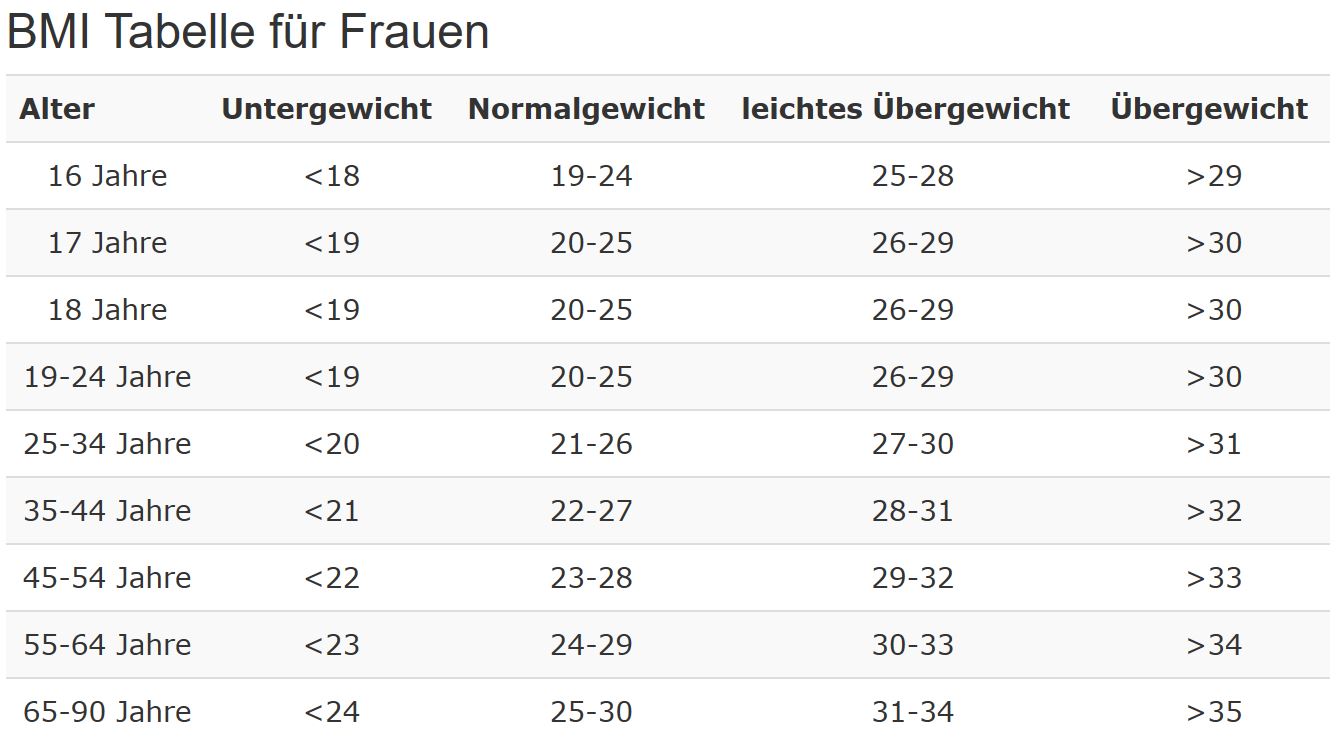 BMI Tabelle für Frauen
Alter Untergewicht Normalgewicht leichtes Übergewicht Übergewicht
16 Jahre <18 19-24 25-28 >29
17 Jahre <19 20-25 26-29 >30
18 Jahre <19 20-25 26-29 >30
19-24 Jahre <19 20-25 26-29 >30
25-34 Jahre <20 21-26 27-30 >31
35-44 Jahre <21 22-27 28-31 >32
45-54 Jahre <22 23-28 29-32 >33
55-64 Jahre <23 24-29 30-33 >34
65-90 Jahre <24 25-30 31-34 >35